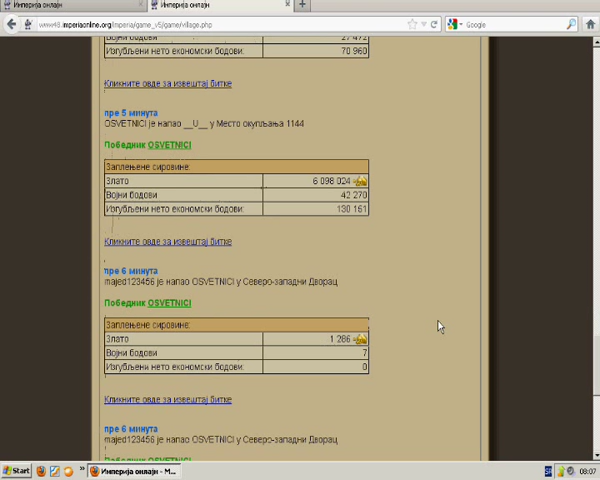 Империја онлајн
Империја онлајн
www48.imperiaonline.org/imperia/game_v5/game/village.php
Google
Војни бодови 27 472
Изгубљени нето економски бодови: 70 960
Кликните овде за извештај битке
пре 5 минута
OSVETNICI је напао __U__ у Место окупљања 1144
Победник OSVETNICI
Заплењене сировине:
Злато 6 098 024
Војни бодови 42 270
Изгубљени нето економски бодови: 130 161
Кликните овде за извештај битке
пре 6 минута
majed123456 је напао OSVETNICI у Северо-западни Дворац
Победник OSVETNICI
Заплењене сировине:
Злато 1 286
Војни бодови 7
Изгубљени нето економски бодови: 0
Кликните овде за извештај битке
пре 6 минута
majed123456 је напао OSVETNICI у Северо-западни Дворац
Победник OSVETNICI
Start
Империја онлајн - M...
SR
08:07